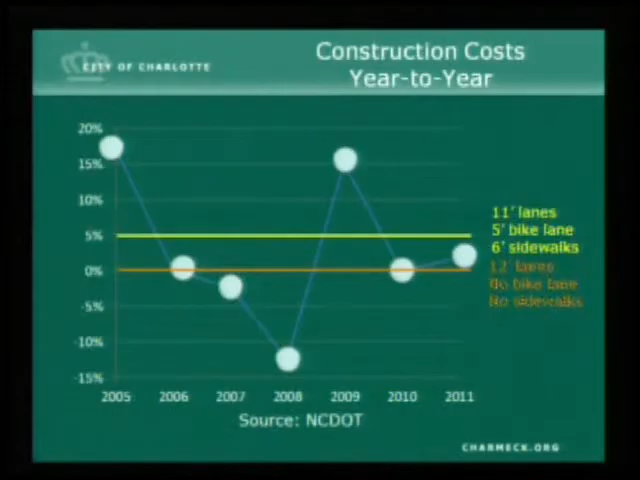 CITY OF CHARLOTTE
Construction Costs
Year-to-Year
20%
15%
10%
5%
0%
-5%
-10%
-15%
11' lanes
5' bike lane
6' sidewalks
12' lanes
No bike lane
No sidewalks
2005 2006 2007 2008 2009 2010 2011
Source: NCDOT
CHARMECK.ORG